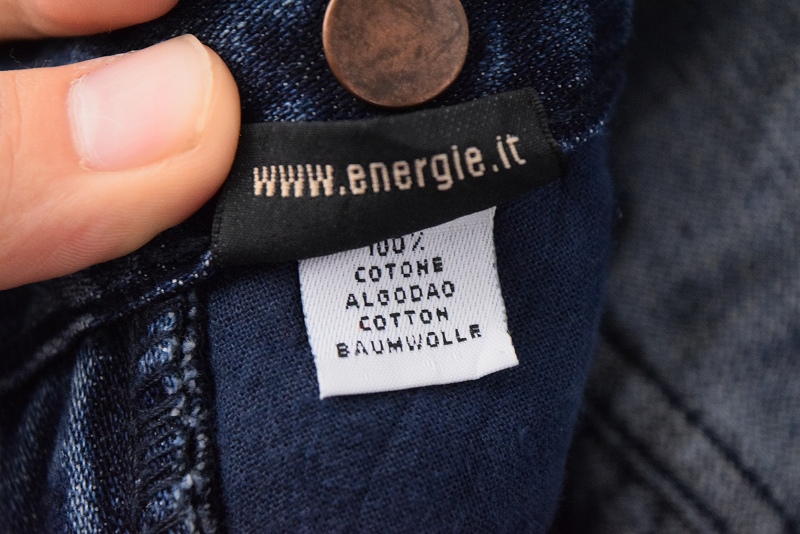 www.energie.it
100%
COTONE
ALGODAO
COTTON
BAUMWOLLE